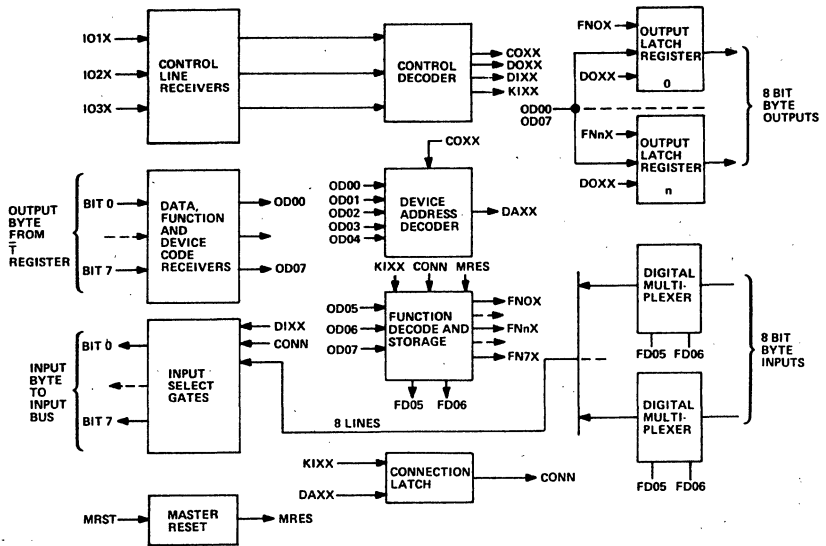 IO1X
IO2X
IO3X
CONTROL
LINE
RECEIVERS
CONTROL
DECODER
COXX
DOXX
DIXX
KIXX
FNOX
DOXX
OD00
OD07
FNnX
DOXX
OUTPUT
LATCH
REGISTER
0
OUTPUT
LATCH
REGISTER
n
8 BIT
BYTE
OUTPUTS
OUTPUT
BYTE
FROM
T̅
REGISTER
BIT 0
BIT 7
DATA,
FUNCTION
AND
DEVICE
CODE
RECEIVERS
OD00
OD07
COXX
OD00
OD01
OD02
OD03
OD04
DEVICE
ADDRESS
DECODER
DAXX
KIXX CONN MRES
OD05
OD06
OD07
FUNCTION
DECODE AND
STORAGE
FNOX
FNnX
FN7X
FD05 FD06
INPUT
BYTE
TO
INPUT
BUS
BIT 0
BIT 7
INPUT
SELECT
GATES
DIXX
CONN
8 LINES
DIGITAL
MULTI-
PLEXER
FD05 FD06
DIGITAL
MULTI-
PLEXER
FD05 FD06
8 BIT
BYTE
INPUTS
KIXX
DAXX
CONNECTION
LATCH
CONN
MRST
MASTER
RESET
MRES